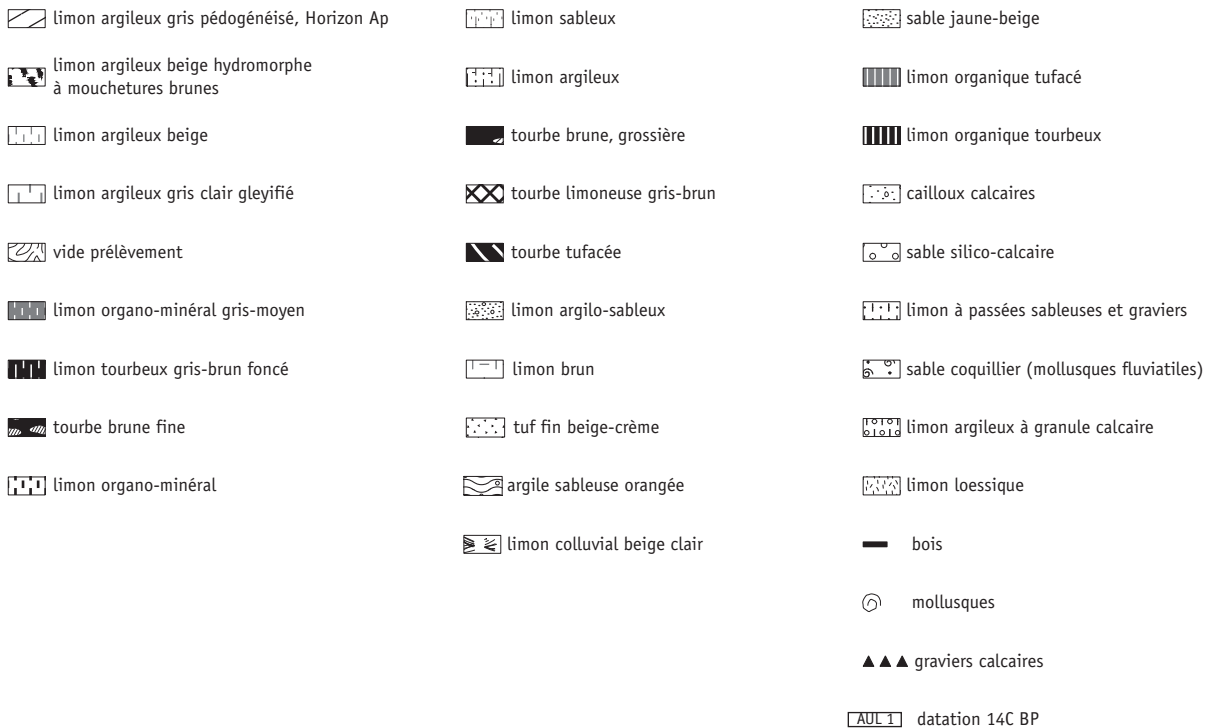 limon argileux gris pédogénéisé, Horizon Ap
limon argileux beige hydromorphe
à mouchetures brunes
limon argileux beige
limon argileux gris clair gleyifié
vide prélèvement
limon organo-minéral gris-moyen
limon tourbeux gris-brun foncé
tourbe brune fine
limon organo-minéral
limon sableux
limon argileux
tourbe brune, grossière
tourbe limoneuse gris-brun
tourbe tufacée
limon argilo-sableux
limon brun
tuf fin beige-crème
argile sableuse orangée
limon colluvial beige clair
sable jaune-beige
limon organique tufacé
limon organique tourbeux
cailloux calcaires
sable silico-calcaire
limon à passées sableuses et graviers
sable coquillier (mollusques fluviatiles)
limon argileux à granule calcaire
limon loessique
bois
mollusques
graviers calcaires
AUL 1 datation 14C BP